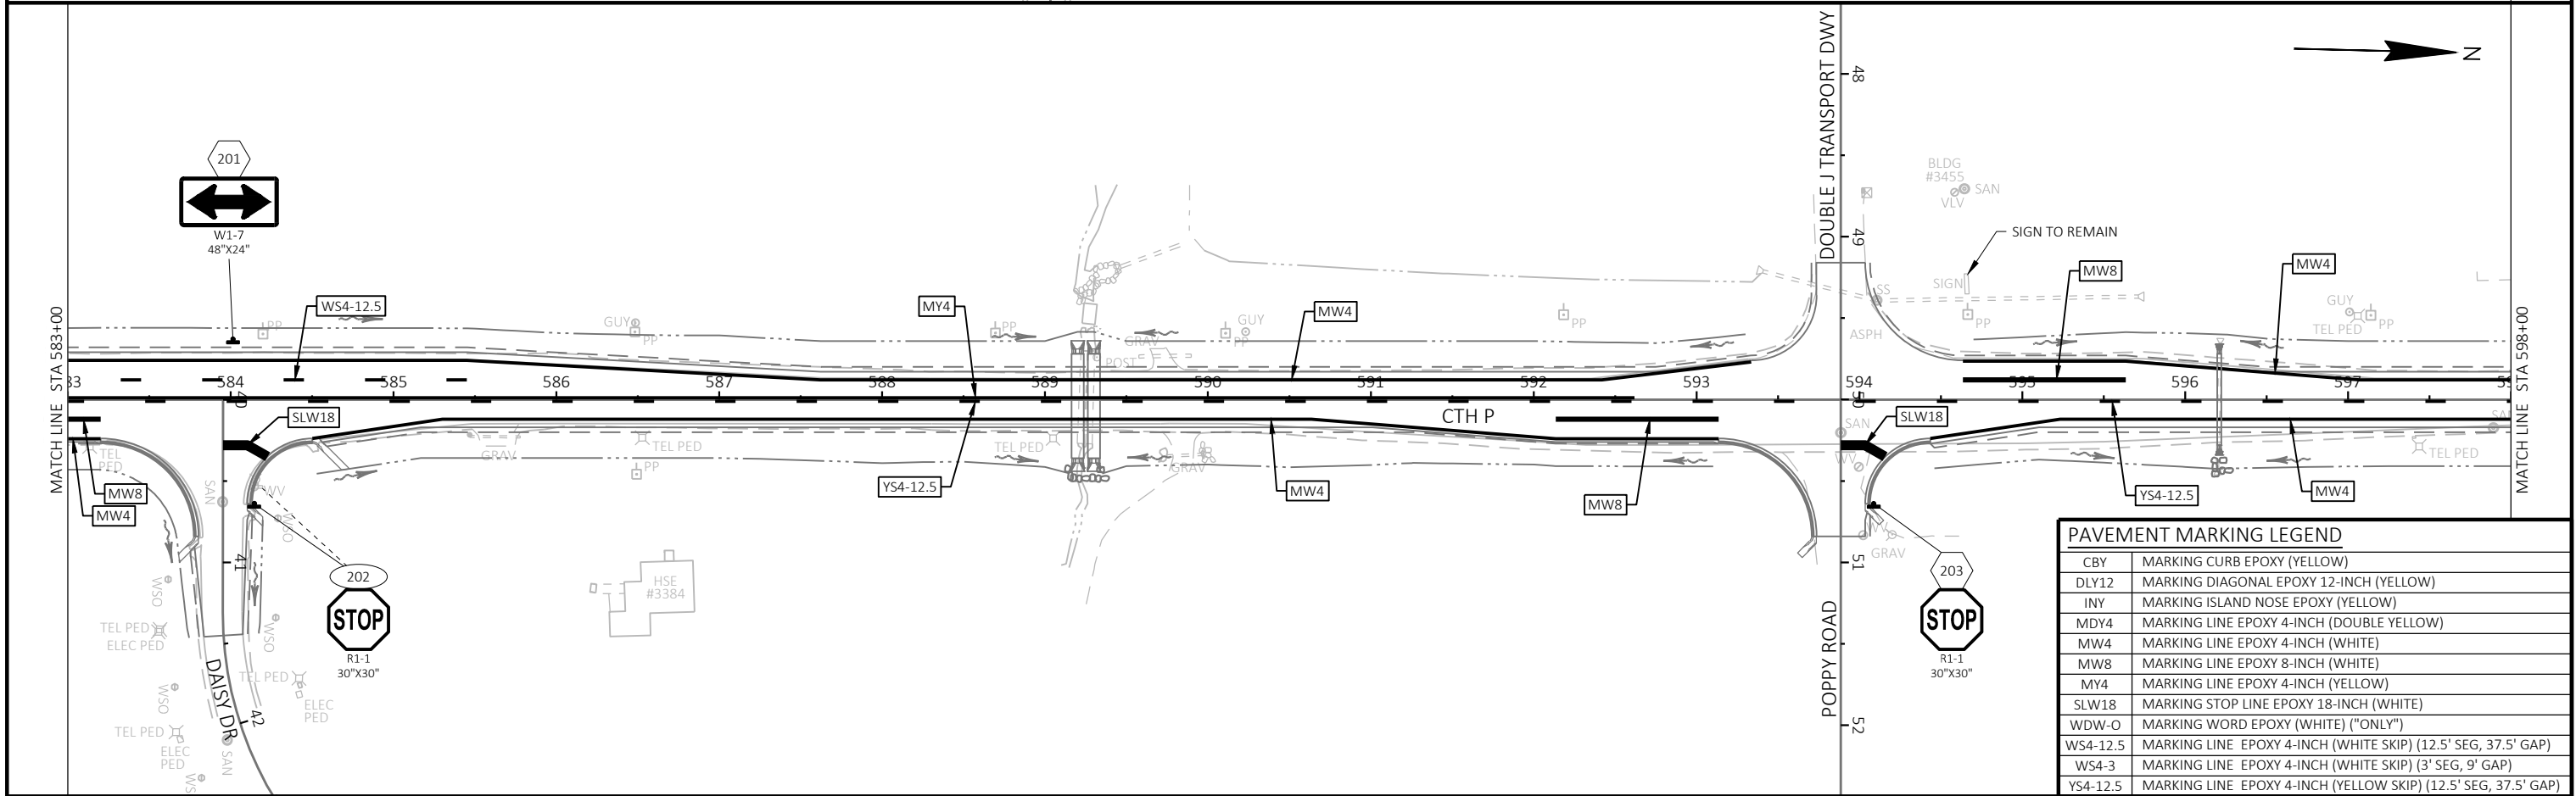 MATCH LINE  STA 583+00
201
W1-7
48"X24"
WS4-12.5
MY4
MW4
DOUBLE J TRANSPORT DWY
48
49
50
51
52
N
BLDG
#3455
SAN
VLV
SIGN TO REMAIN
SIGN
MW8
MW4
GUY
TEL PED
PP
MATCH LINE  STA 598+00
PP
GUY
PP
PP
GRAV
POST
GUY
PP
PP
SS
ASPH
PP
83
584
585
586
587
588
589
590
591
592
593
594
595
596
597
59
CTH P
40
SLW18
TEL
PED
MW8
MW4
SAN
WV
WSO
41
GRAV
TEL PED
PP
YS4-12.5
TEL PED
GRAV
MW4
MW8
SAN
WV
SLW18
YS4-12.5
MW4
TEL PED
SAN
202
STOP
R1-1
30"X30"
HSE
#3384
WV
GRAV
203
STOP
R1-1
30"X30"
POPPY ROAD
WSO
TEL PED
ELEC PED
WSO
DAISY DR
42
TEL PED
ELEC
PED
WSO
TEL PED
ELEC
PED
SAN
WS
PAVEMENT MARKING LEGEND
CBY MARKING CURB EPOXY (YELLOW)
DLY12 MARKING DIAGONAL EPOXY 12-INCH (YELLOW)
INY MARKING ISLAND NOSE EPOXY (YELLOW)
MDY4 MARKING LINE EPOXY 4-INCH (DOUBLE YELLOW)
MW4 MARKING LINE EPOXY 4-INCH (WHITE)
MW8 MARKING LINE EPOXY 8-INCH (WHITE)
MY4 MARKING LINE EPOXY 4-INCH (YELLOW)
SLW18 MARKING STOP LINE EPOXY 18-INCH (WHITE)
WDW-O MARKING WORD EPOXY (WHITE) ("ONLY")
WS4-12.5 MARKING LINE  EPOXY 4-INCH (WHITE SKIP) (12.5' SEG, 37.5' GAP)
WS4-3 MARKING LINE  EPOXY 4-INCH (WHITE SKIP) (3' SEG, 9' GAP)
YS4-12.5 MARKING LINE  EPOXY 4-INCH (YELLOW SKIP) (12.5' SEG, 37.5' GAP)